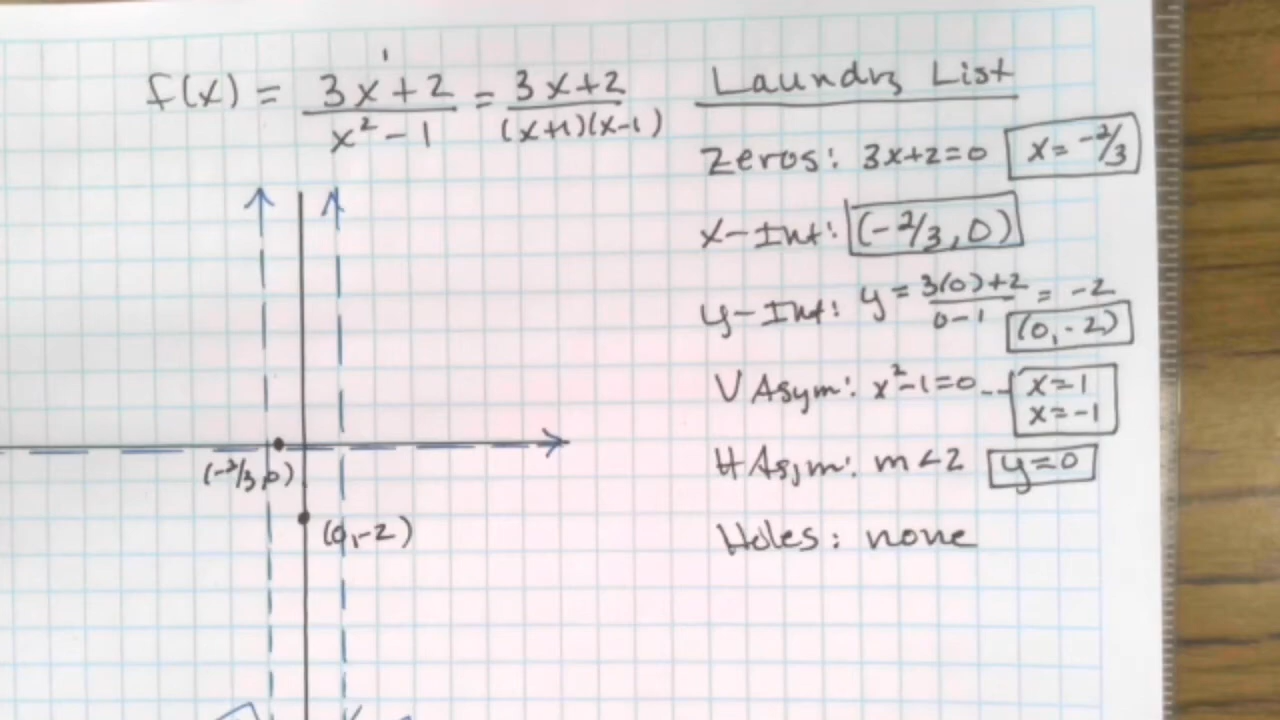 f(x) = 3x¹+2 / x²-1 = 3x+2 / (x+1)(x-1)
Laundry List
Zeros: 3x+2=0 x=-2/3
x-Int: (-2/3, 0)
y-Int: y = 3(0)+2 / 0-1 = -2
(0, -2)
V Asym: x²-1=0 -- x=1
x=-1
H Asym: m<2 y=0
Holes: none
(-2/3, 0)
(0, -2)